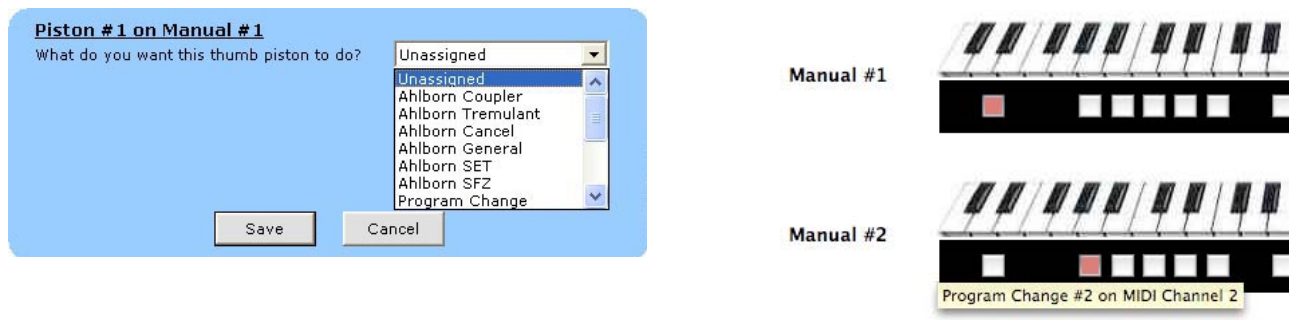 Piston #1 on Manual #1
What do you want this thumb piston to do?
Unassigned
Unassigned
Ahlborn Coupler
Ahlborn Tremulant
Ahlborn Cancel
Ahlborn General
Ahlborn SET
Ahlborn SFZ
Program Change
Save
Cancel
Manual #1
Manual #2
Program Change #2 on MIDI Channel 2